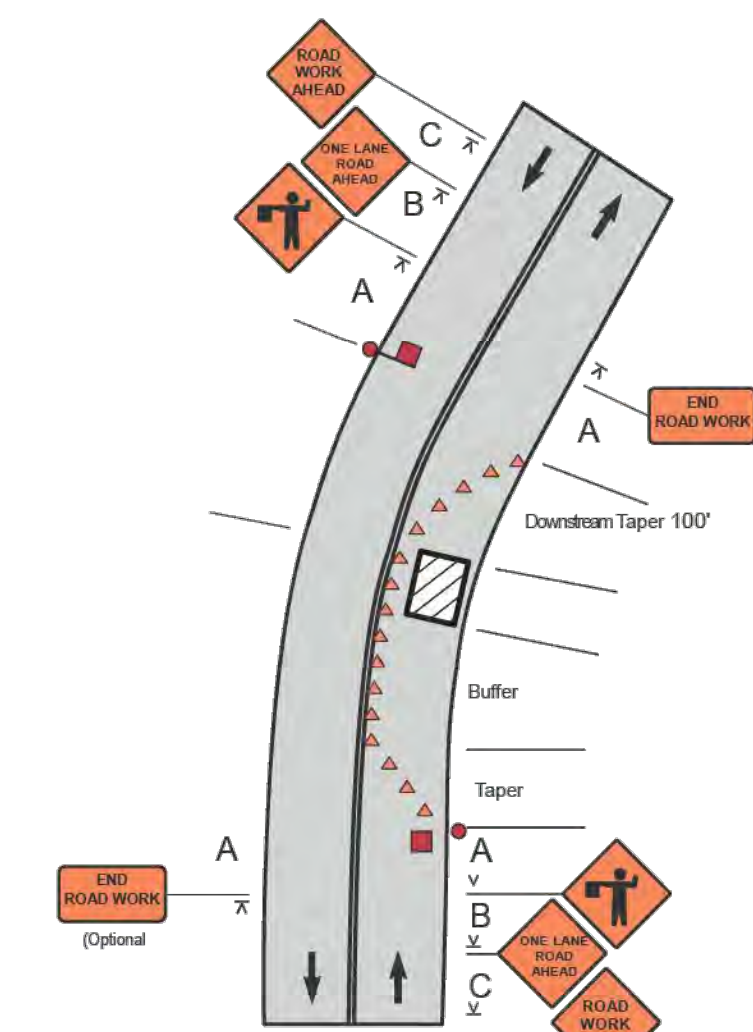 ROAD
WORK
AHEAD
C
ONE LANE
ROAD
AHEAD
B
A
END
ROAD WORK
A
Downstream Taper 100'
Buffer
Taper
A
A
END
ROAD WORK
(Optional
B
ONE LANE
ROAD
AHEAD
C
ROAD
WORK